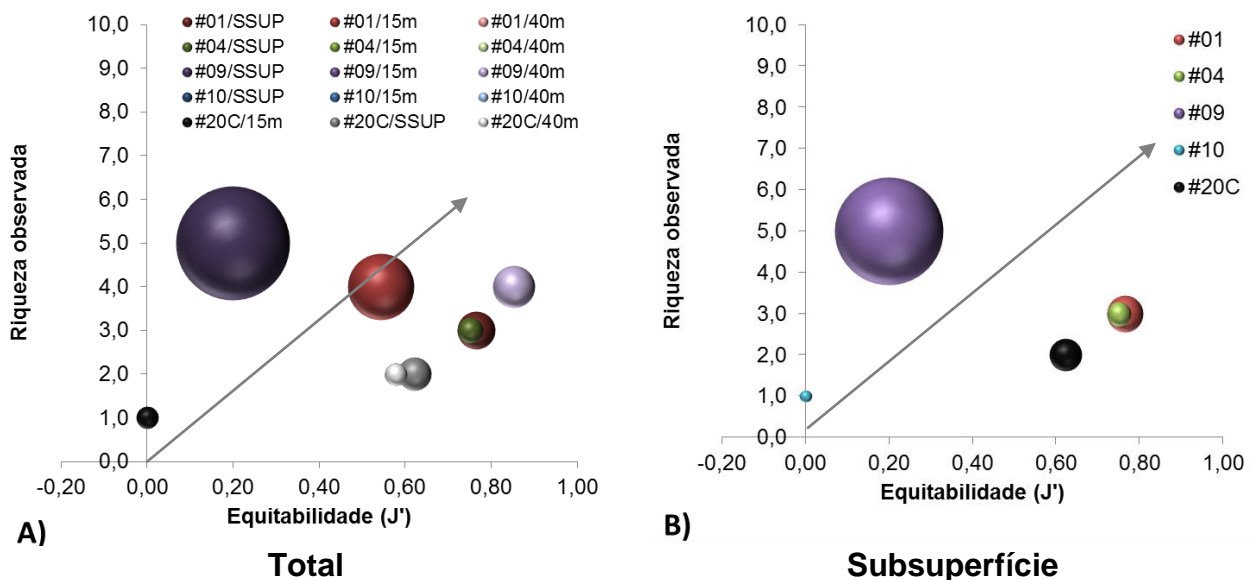 10,0
9,0
8,0
7,0
6,0
5,0
4,0
3,0
2,0
1,0
0,0
Riqueza observada
#01/SSUP #01/15m #01/40m
#04/SSUP #04/15m #04/40m
#09/SSUP #09/15m #09/40m
#10/SSUP #10/15m #10/40m
#20C/15m #20C/SSUP #20C/40m
-0,20 0,00 0,20 0,40 0,60 0,80 1,00
Equitabilidade (J')
A)
Total
10,0
9,0
8,0
7,0
6,0
5,0
4,0
3,0
2,0
1,0
0,0
Riqueza observada
#01
#04
#09
#10
#20C
-0,20 0,00 0,20 0,40 0,60 0,80 1,00
Equitabilidade (J')
B)
Subsuperfície